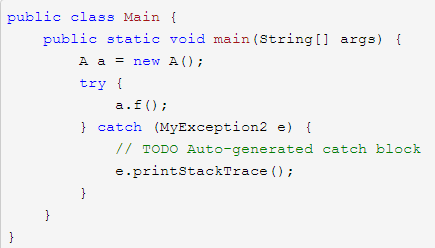 public class Main {
    public static void main(String[] args) {
        A a = new A();
        try {
            a.f();
        } catch (MyException2 e) {
            // TODO Auto-generated catch block
            e.printStackTrace();
        }
    }
}